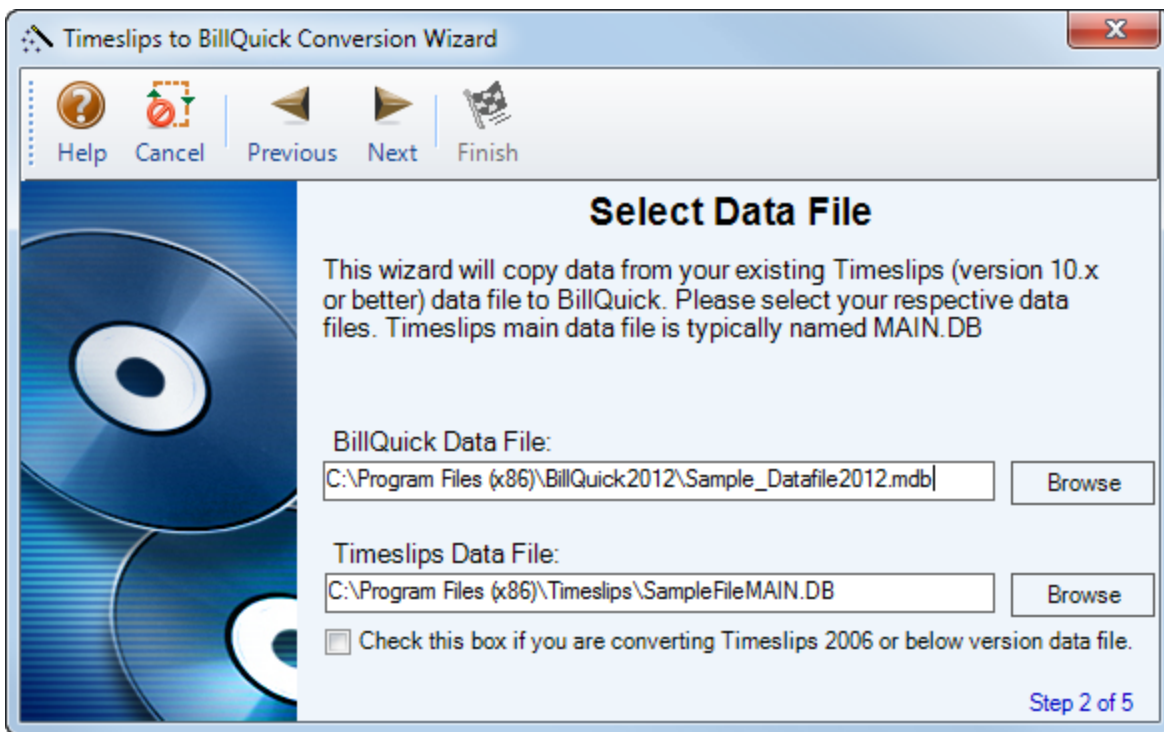 Timeslips to BillQuick Conversion Wizard
Help Cancel Previous Next Finish
Select Data File
This wizard will copy data from your existing Timeslips (version 10.x
or better) data file to BillQuick. Please select your respective data
files. Timeslips main data file is typically named MAIN.DB
BillQuick Data File:
C:\Program Files (x86)\BillQuick2012\Sample_Datafile2012.mdb Browse
Timeslips Data File:
C:\Program Files (x86)\Timeslips\SampleFileMAIN.DB Browse
Check this box if you are converting Timeslips 2006 or below version data file.
Step 2 of 5